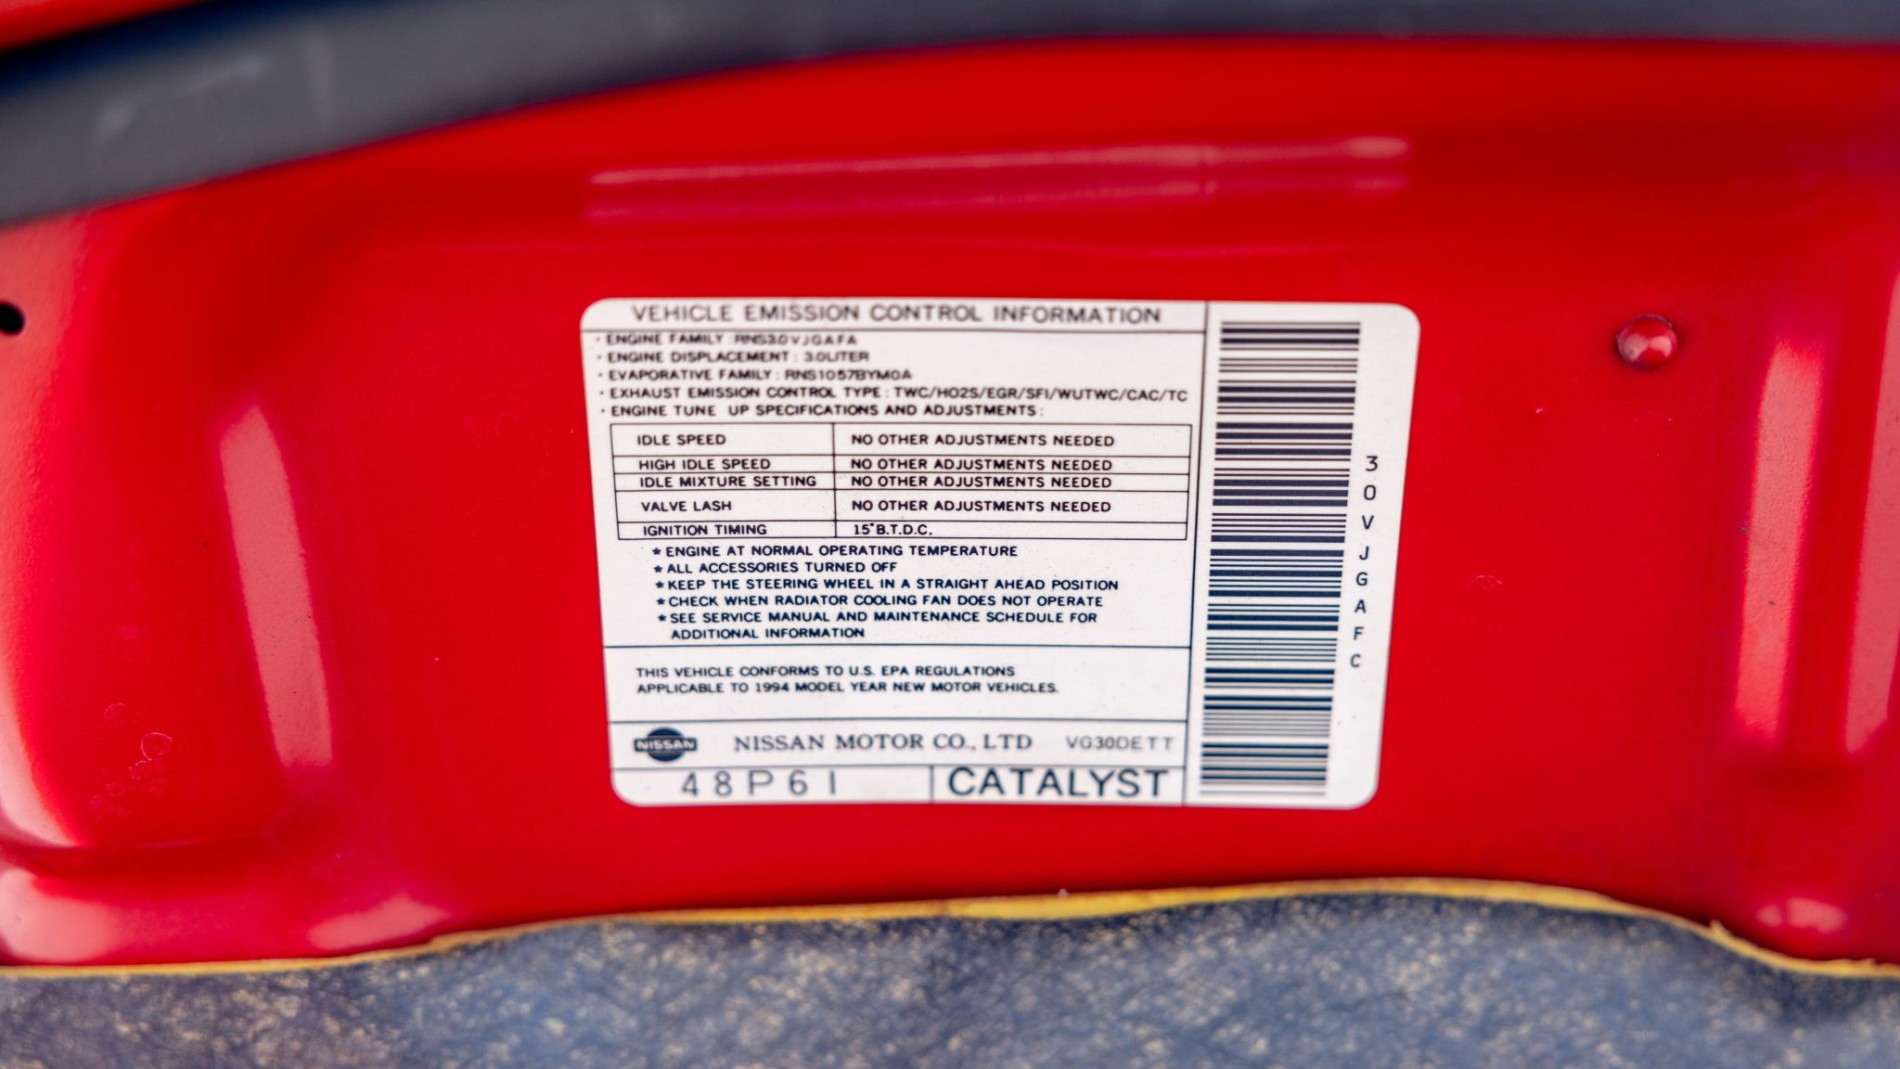 VEHICLE EMISSION CONTROL INFORMATION
· ENGINE FAMILY : RNS3.0VJGAFA
· ENGINE DISPLACEMENT : 3.0LITER
· EVAPORATIVE FAMILY : RNS1057BYM0A
· EXHAUST EMISSION CONTROL TYPE : TWC/HO2S/EGR/SFI/WUTWC/CAC/TC
· ENGINE TUNE UP SPECIFICATIONS AND ADJUSTMENTS :
IDLE SPEED NO OTHER ADJUSTMENTS NEEDED
HIGH IDLE SPEED NO OTHER ADJUSTMENTS NEEDED
IDLE MIXTURE SETTING NO OTHER ADJUSTMENTS NEEDED
VALVE LASH NO OTHER ADJUSTMENTS NEEDED
IGNITION TIMING 15°B.T.D.C.
* ENGINE AT NORMAL OPERATING TEMPERATURE
* ALL ACCESSORIES TURNED OFF
* KEEP THE STEERING WHEEL IN A STRAIGHT AHEAD POSITION
* CHECK WHEN RADIATOR COOLING FAN DOES NOT OPERATE
* SEE SERVICE MANUAL AND MAINTENANCE SCHEDULE FOR
ADDITIONAL INFORMATION
THIS VEHICLE CONFORMS TO U.S. EPA REGULATIONS
APPLICABLE TO 1994 MODEL YEAR NEW MOTOR VEHICLES.
NISSAN NISSAN MOTOR CO., LTD VG30DETT
48P61 CATALYST
30VJGAFC